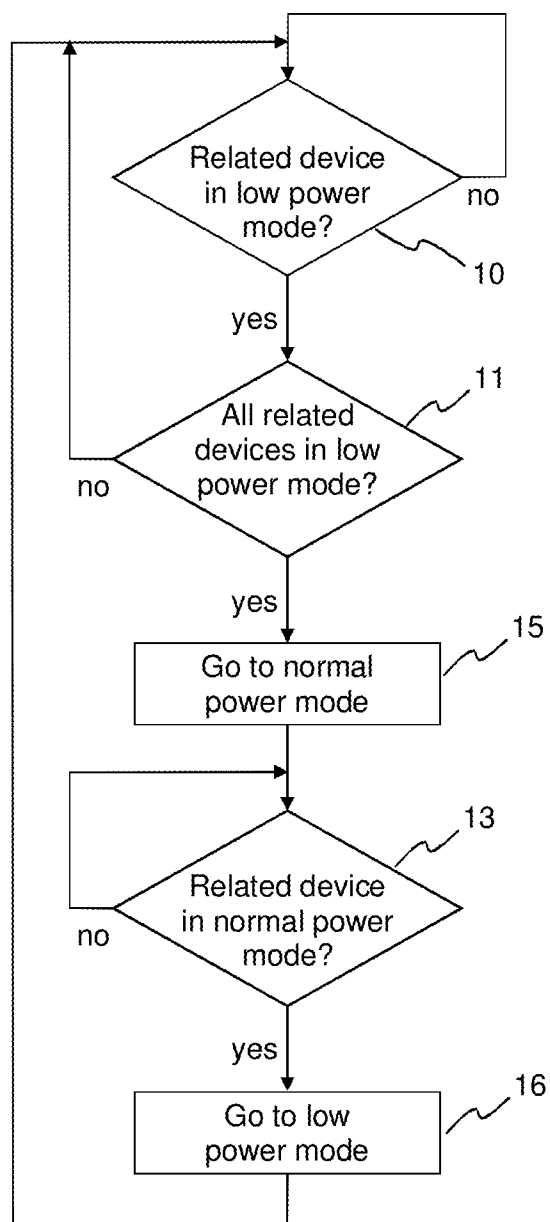 Related device
in low power
mode?
no
10
yes
11
All related
devices in low
power mode?
no
yes
15
Go to normal
power mode
13
Related device
in normal power
mode?
no
yes
16
Go to low
power mode